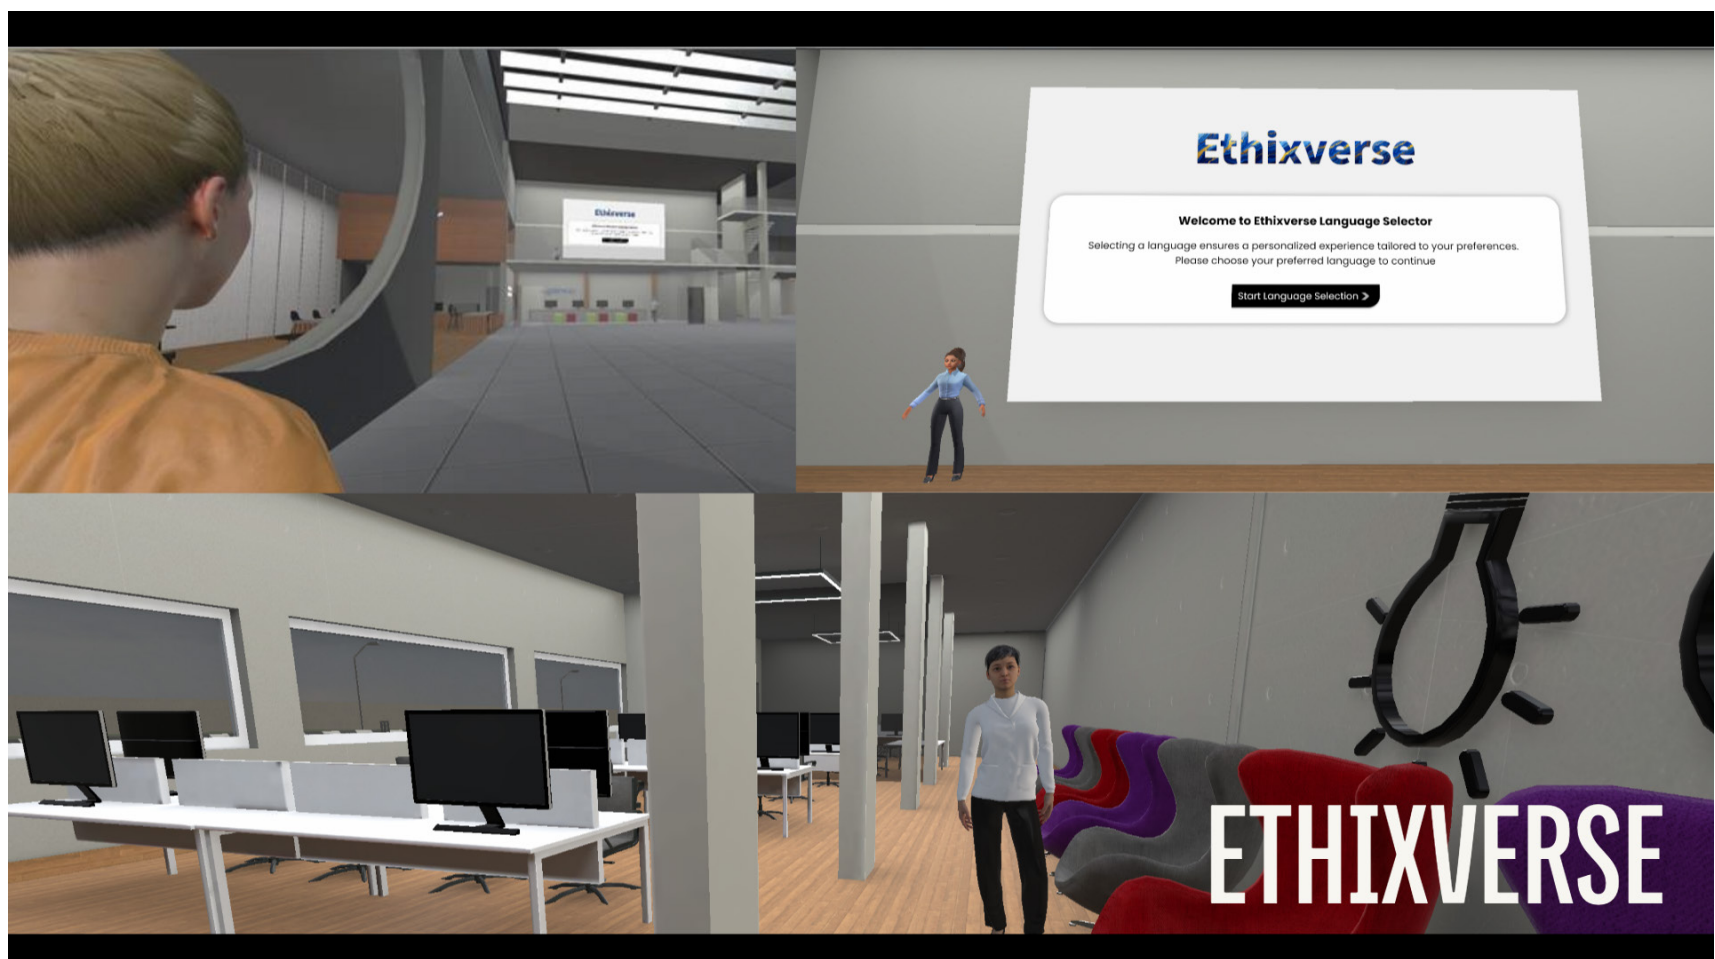 Ethixverse
Ethixverse
Welcome to Ethixverse Language Selector
Selecting a language ensures a personalized experience tailored to your preferences.
Please choose your preferred language to continue
Start Language Selection >
ETHIXVERSE